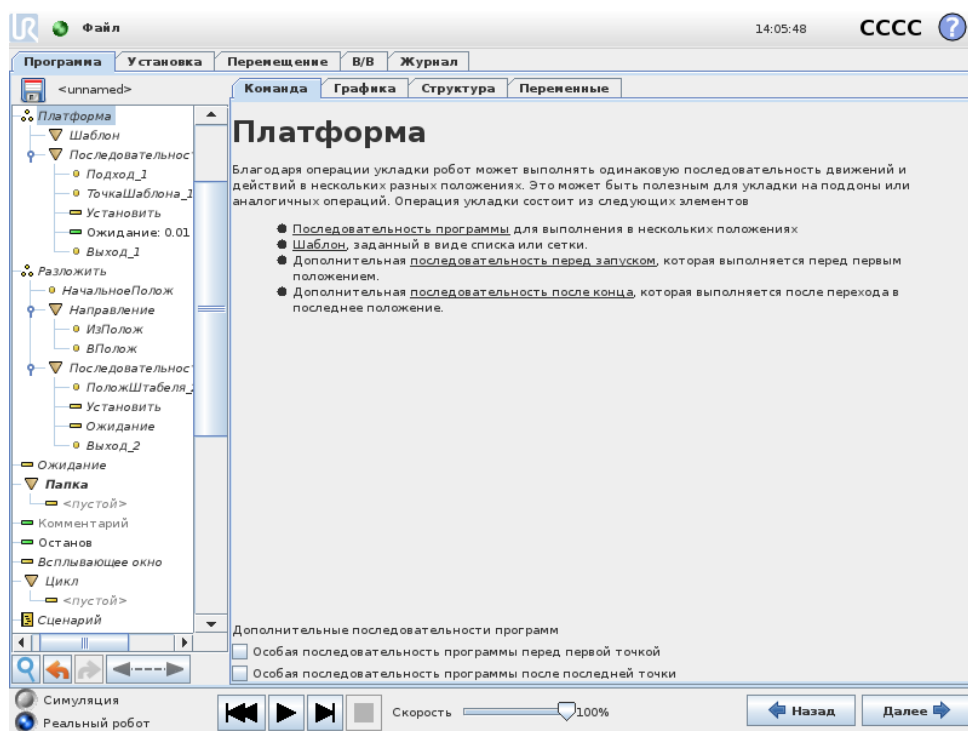 UR Файл 14:05:48 CCCC ?
Программа Установка Перемещение В/В Журнал
<unnamed> Команда Графика Структура Переменные
Платформа
Шаблон
Последовательнос
Подход_1
ТочкаШаблона_1
Установить
Ожидание: 0.01
Выход_1
Разложить
НачальноеПолож
Направление
ИзПолож
ВПолож
Последовательнос
ПоложШтабеля_2
Установить
Ожидание
Выход_2
Ожидание
Папка
<пустой>
Комментарий
Останов
Всплывающее окно
Цикл
<пустой>
Сценарий
Платформа
Благодаря операции укладки робот может выполнять одинаковую последовательность движений и
действий в нескольких разных положениях. Это может быть полезным для укладки на поддоны или
аналогичных операций. Операция укладки состоит из следующих элементов
● Последовательность программы для выполнения в нескольких положениях
● Шаблон, заданный в виде списка или сетки.
● Дополнительная последовательность перед запуском, которая выполняется перед первым
положением.
● Дополнительная последовательность после конца, которая выполняется после перехода в
последнее положение.
Дополнительные последовательности программ
Особая последовательность программы перед первой точкой
Особая последовательность программы после последней точки
Симуляция
Реальный робот
Скорость 100%
Назад Далее